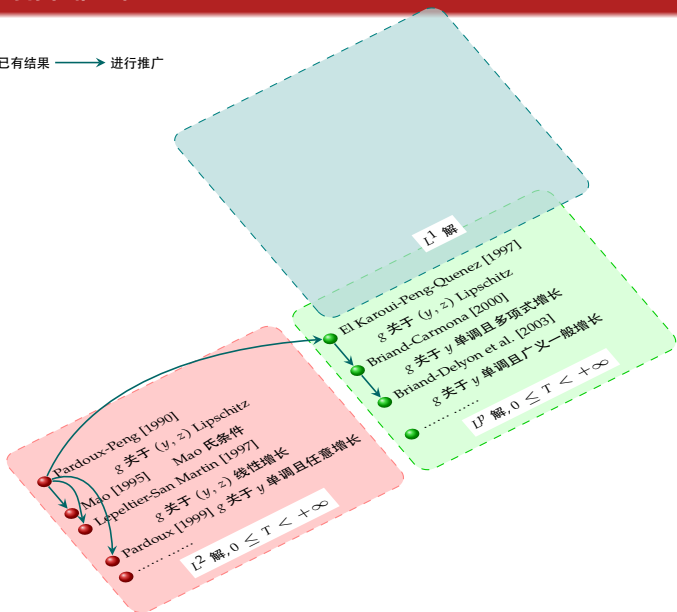 已有结果 进行推广
L¹ 解
El Karoui-Peng-Quenez [1997]
g 关于 (y, z) Lipschitz
Briand-Carmona [2000]
g 关于 y 单调且多项式增长
Briand-Delyon et al. [2003]
g 关于 y 单调且广义一般增长
…… ……
Lᵖ 解, 0 ≤ T < +∞
Pardoux-Peng [1990]
g 关于 (y, z) Lipschitz
Mao [1995] Mao 氏条件
Lepeltier-San Martin [1997]
g 关于 (y, z) 线性增长
Pardoux [1999] g 关于 y 单调且任意增长
…… ……
L² 解, 0 ≤ T < +∞